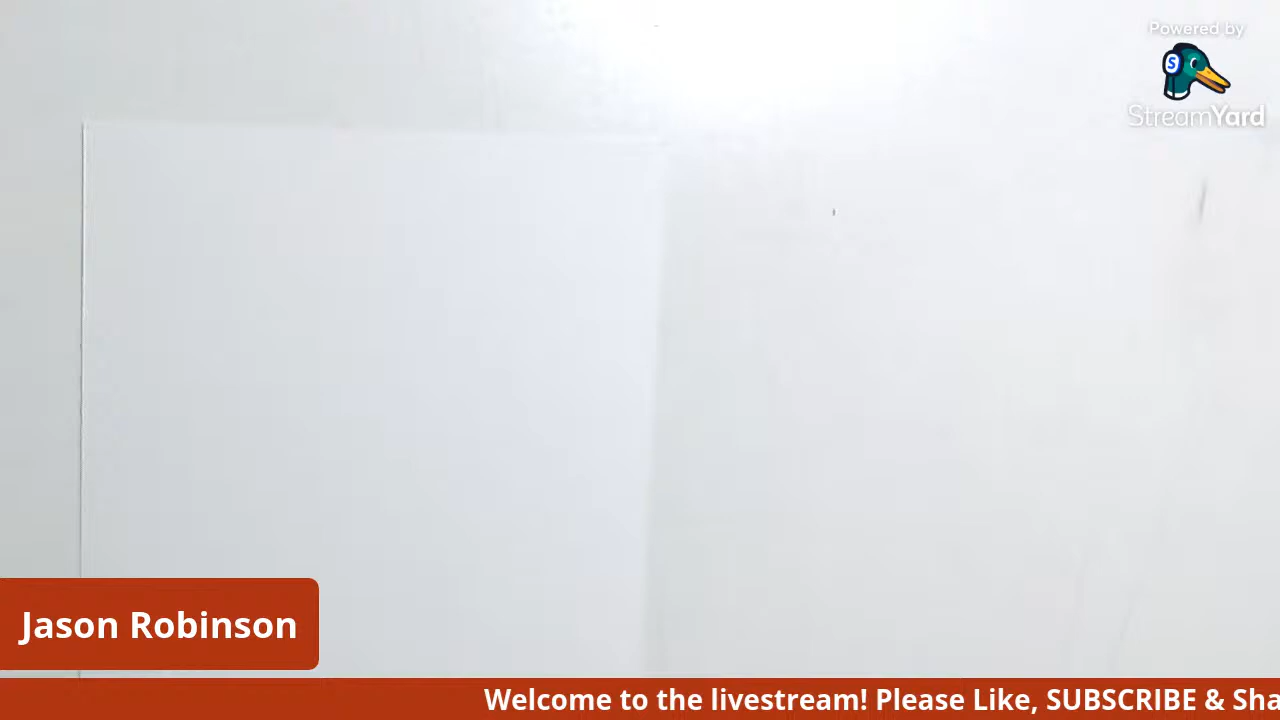 Powered by
S
StreamYard
Jason Robinson
Welcome to the livestream! Please Like, SUBSCRIBE & Sha